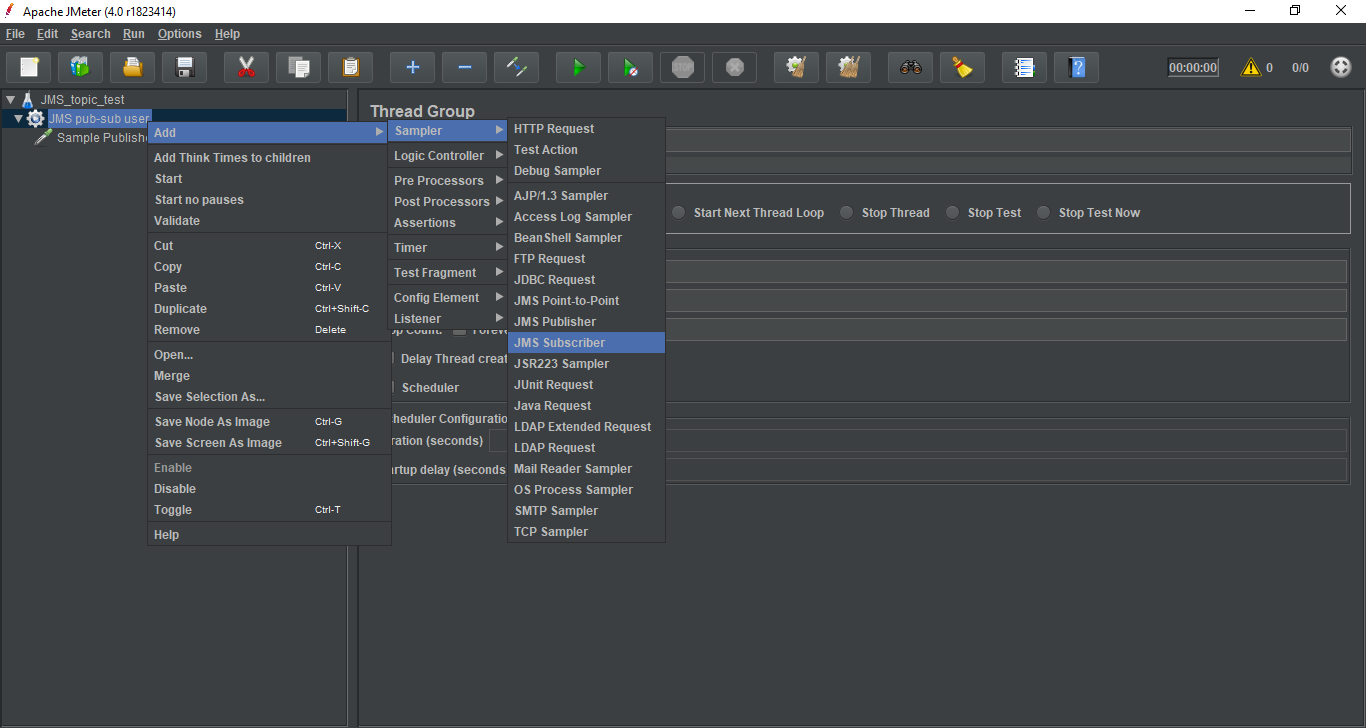 Apache JMeter (4.0 r1823414)
File Edit Search Run Options Help
STOP
00:00:00 0 0/0
JMS_topic_test
JMS pub-sub user
Sample Publish
Thread Group
Start Next Thread Loop Stop Thread Stop Test Stop Test Now
Delay Thread creat
Scheduler
heduler Configuratio
ration (seconds)
rtup delay (seconds
Add
Add Think Times to children
Start
Start no pauses
Validate
Cut Ctrl-X
Copy Ctrl-C
Paste Ctrl-V
Duplicate Ctrl+Shift-C
Remove Delete
Open...
Merge
Save Selection As...
Save Node As Image Ctrl-G
Save Screen As Image Ctrl+Shift-G
Enable
Disable
Toggle Ctrl-T
Help
Sampler
Logic Controller
Pre Processors
Post Processors
Assertions
Timer
Test Fragment
Config Element
Listener
HTTP Request
Test Action
Debug Sampler
AJP/1.3 Sampler
Access Log Sampler
BeanShell Sampler
FTP Request
JDBC Request
JMS Point-to-Point
JMS Publisher
JMS Subscriber
JSR223 Sampler
JUnit Request
Java Request
LDAP Extended Request
LDAP Request
Mail Reader Sampler
OS Process Sampler
SMTP Sampler
TCP Sampler